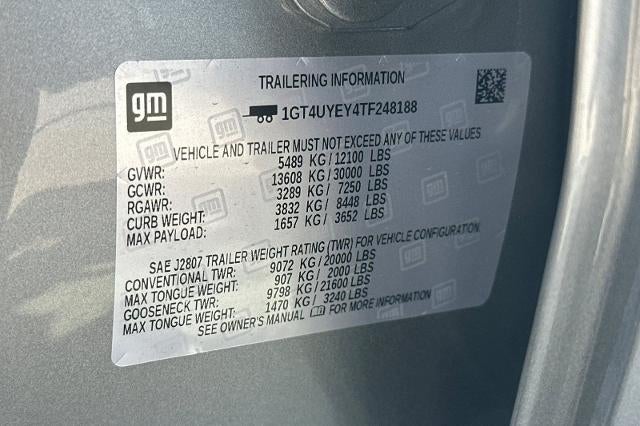 TRAILERING INFORMATION
gm
1GT4UYEY4TF248188
VEHICLE AND TRAILER MUST NOT EXCEED ANY OF THESE VALUES
GVWR: 5489 KG/12100 LBS
GCWR: 13608 KG/30000 LBS
RGAWR: 3289 KG/ 7250 LBS
CURB WEIGHT: 3832 KG/ 8448 LBS
MAX PAYLOAD: 1657 KG/ 3652 LBS
SAE J2807 TRAILER WEIGHT RATING (TWR) FOR VEHICLE CONFIGURATION
CONVENTIONAL TWR: 9072 KG/20000 LBS
MAX TONGUE WEIGHT: 907 KG/ 2000 LBS
GOOSENECK TWR: 9798 KG/21600 LBS
MAX TONGUE WEIGHT: 1470 KG/ 3240 LBS
SEE OWNER'S MANUAL FOR MORE INFORMATION